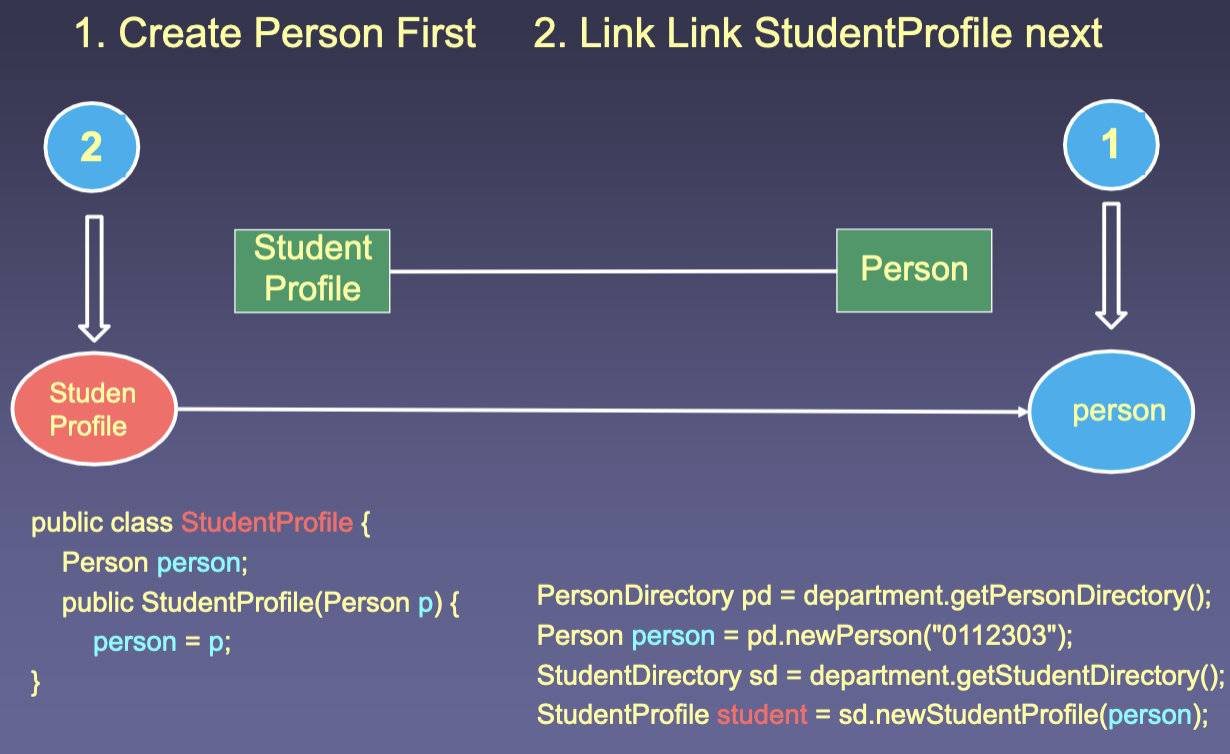 1. Create Person First
2. Link Link StudentProfile next
2
1
Student
Profile
Person
Studen
Profile
person
public class StudentProfile {
Person person;
public StudentProfile(Person p) {
person = p;
}
PersonDirectory pd = department.getPersonDirectory();
Person person = pd.newPerson("0112303");
StudentDirectory sd = department.getStudentDirectory();
StudentProfile student = sd.newStudentProfile(person);